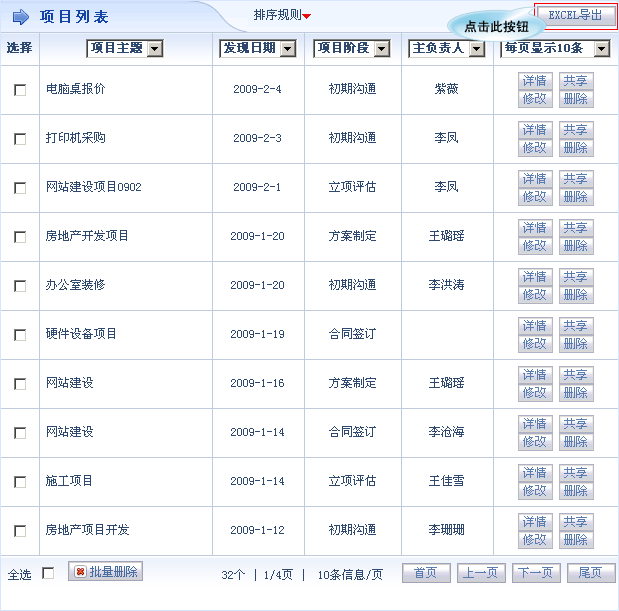 项目列表 排序规则 点击此按钮 EXCEL导出
选择 项目主题 发现日期 项目阶段 主负责人 每页显示10条
电脑桌报价 2009-2-4 初期沟通 紫薇 详情 共享
修改 删除
打印机采购 2009-2-3 初期沟通 李凤 详情 共享
修改 删除
网站建设项目0902 2009-2-1 立项评估 李凤 详情 共享
修改 删除
房地产开发项目 2009-1-20 方案制定 王璐瑶 详情 共享
修改 删除
办公室装修 2009-1-20 初期沟通 李洪涛 详情 共享
修改 删除
硬件设备项目 2009-1-19 合同签订 详情 共享
修改 删除
网站建设 2009-1-16 方案制定 王璐瑶 详情 共享
修改 删除
网站建设 2009-1-14 合同签订 李沧海 详情 共享
修改 删除
施工项目 2009-1-14 立项评估 王佳雪 详情 共享
修改 删除
房地产项目开发 2009-1-12 初期沟通 李珊珊 详情 共享
修改 删除
全选 批量删除 32个 | 1/4页 | 10条信息/页 首页 上一页 下一页 尾页